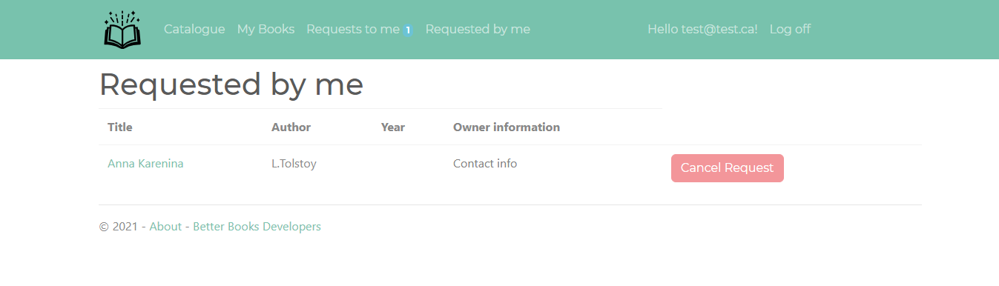 Catalogue My Books Requests to me 1 Requested by me Hello test@test.ca! Log off
Requested by me
Title Author Year Owner information
Anna Karenina L.Tolstoy Contact info Cancel Request
© 2021 - About - Better Books Developers